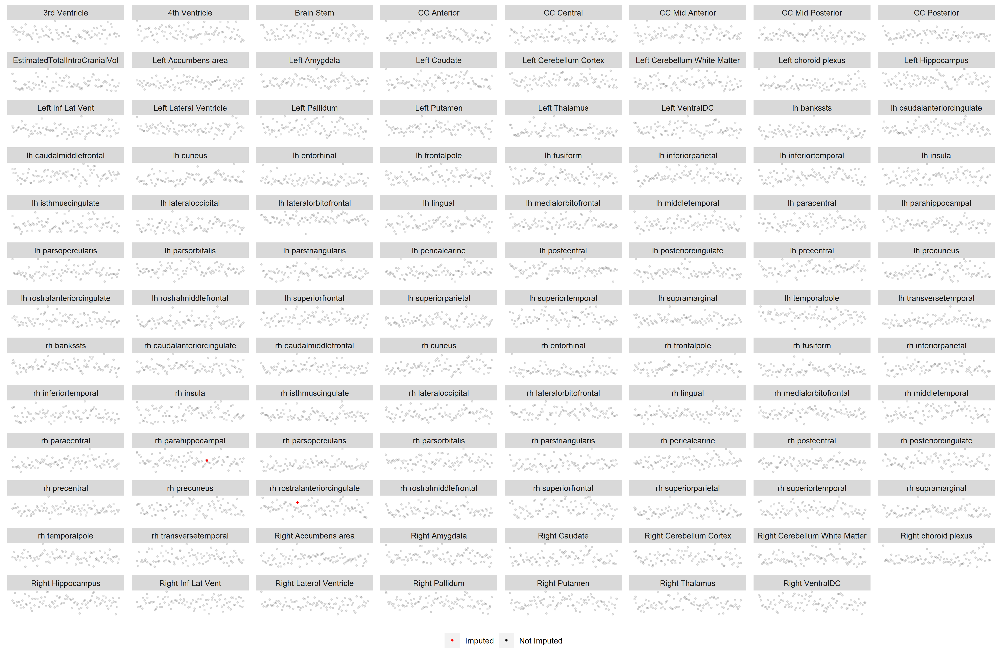 3rd Ventricle 4th Ventricle Brain Stem CC Anterior CC Central CC Mid Anterior CC Mid Posterior CC Posterior
EstimatedTotalIntraCranialVol Left Accumbens area Left Amygdala Left Caudate Left Cerebellum Cortex Left Cerebellum White Matter Left choroid plexus Left Hippocampus
Left Inf Lat Vent Left Lateral Ventricle Left Pallidum Left Putamen Left Thalamus Left VentralDC lh bankssts lh caudalanteriorcingulate
lh caudalmiddlefrontal lh cuneus lh entorhinal lh frontalpole lh fusiform lh inferiorparietal lh inferiortemporal lh insula
lh isthmuscingulate lh lateraloccipital lh lateralorbitofrontal lh lingual lh medialorbitofrontal lh middletemporal lh paracentral lh parahippocampal
lh parsopercularis lh parsorbitalis lh parstriangularis lh pericalcarine lh postcentral lh posteriorcingulate lh precentral lh precuneus
lh rostralanteriorcingulate lh rostralmiddlefrontal lh superiorfrontal lh superiorparietal lh superiortemporal lh supramarginal lh temporalpole lh transversetemporal
rh bankssts rh caudalanteriorcingulate rh caudalmiddlefrontal rh cuneus rh entorhinal rh frontalpole rh fusiform rh inferiorparietal
rh inferiortemporal rh insula rh isthmuscingulate rh lateraloccipital rh lateralorbitofrontal rh lingual rh medialorbitofrontal rh middletemporal
rh paracentral rh parahippocampal rh parsopercularis rh parsorbitalis rh parstriangularis rh pericalcarine rh postcentral rh posteriorcingulate
rh precentral rh precuneus rh rostralanteriorcingulate rh rostralmiddlefrontal rh superiorfrontal rh superiorparietal rh superiortemporal rh supramarginal
rh temporalpole rh transversetemporal Right Accumbens area Right Amygdala Right Caudate Right Cerebellum Cortex Right Cerebellum White Matter Right choroid plexus
Right Hippocampus Right Inf Lat Vent Right Lateral Ventricle Right Pallidum Right Putamen Right Thalamus Right VentralDC
Imputed Not Imputed